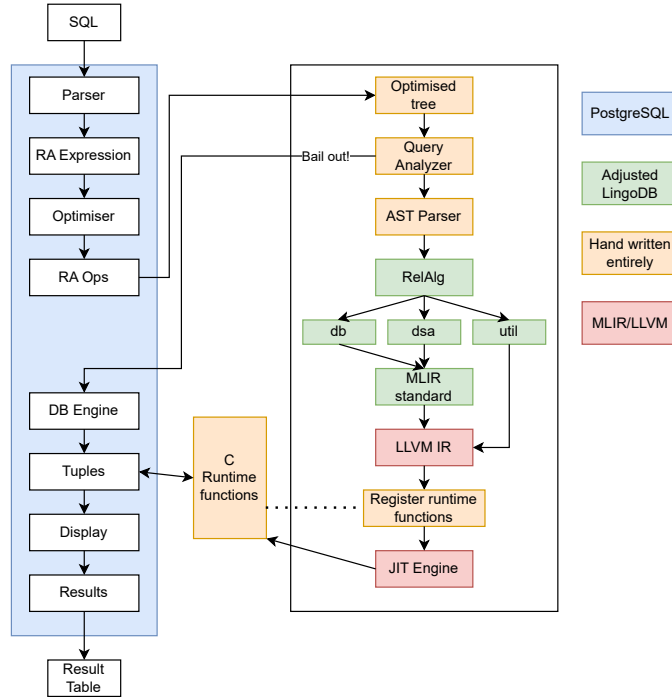 SQL
Parser
RA Expression
Optimiser
RA Ops
DB Engine
Tuples
Display
Results
Result
Table
C
Runtime
functions
Bail out!
Optimised
tree
Query
Analyzer
AST Parser
RelAlg
db
dsa
util
MLIR
standard
LLVM IR
Register runtime
functions
JIT Engine
PostgreSQL
Adjusted
LingoDB
Hand written
entirely
MLIR/LLVM